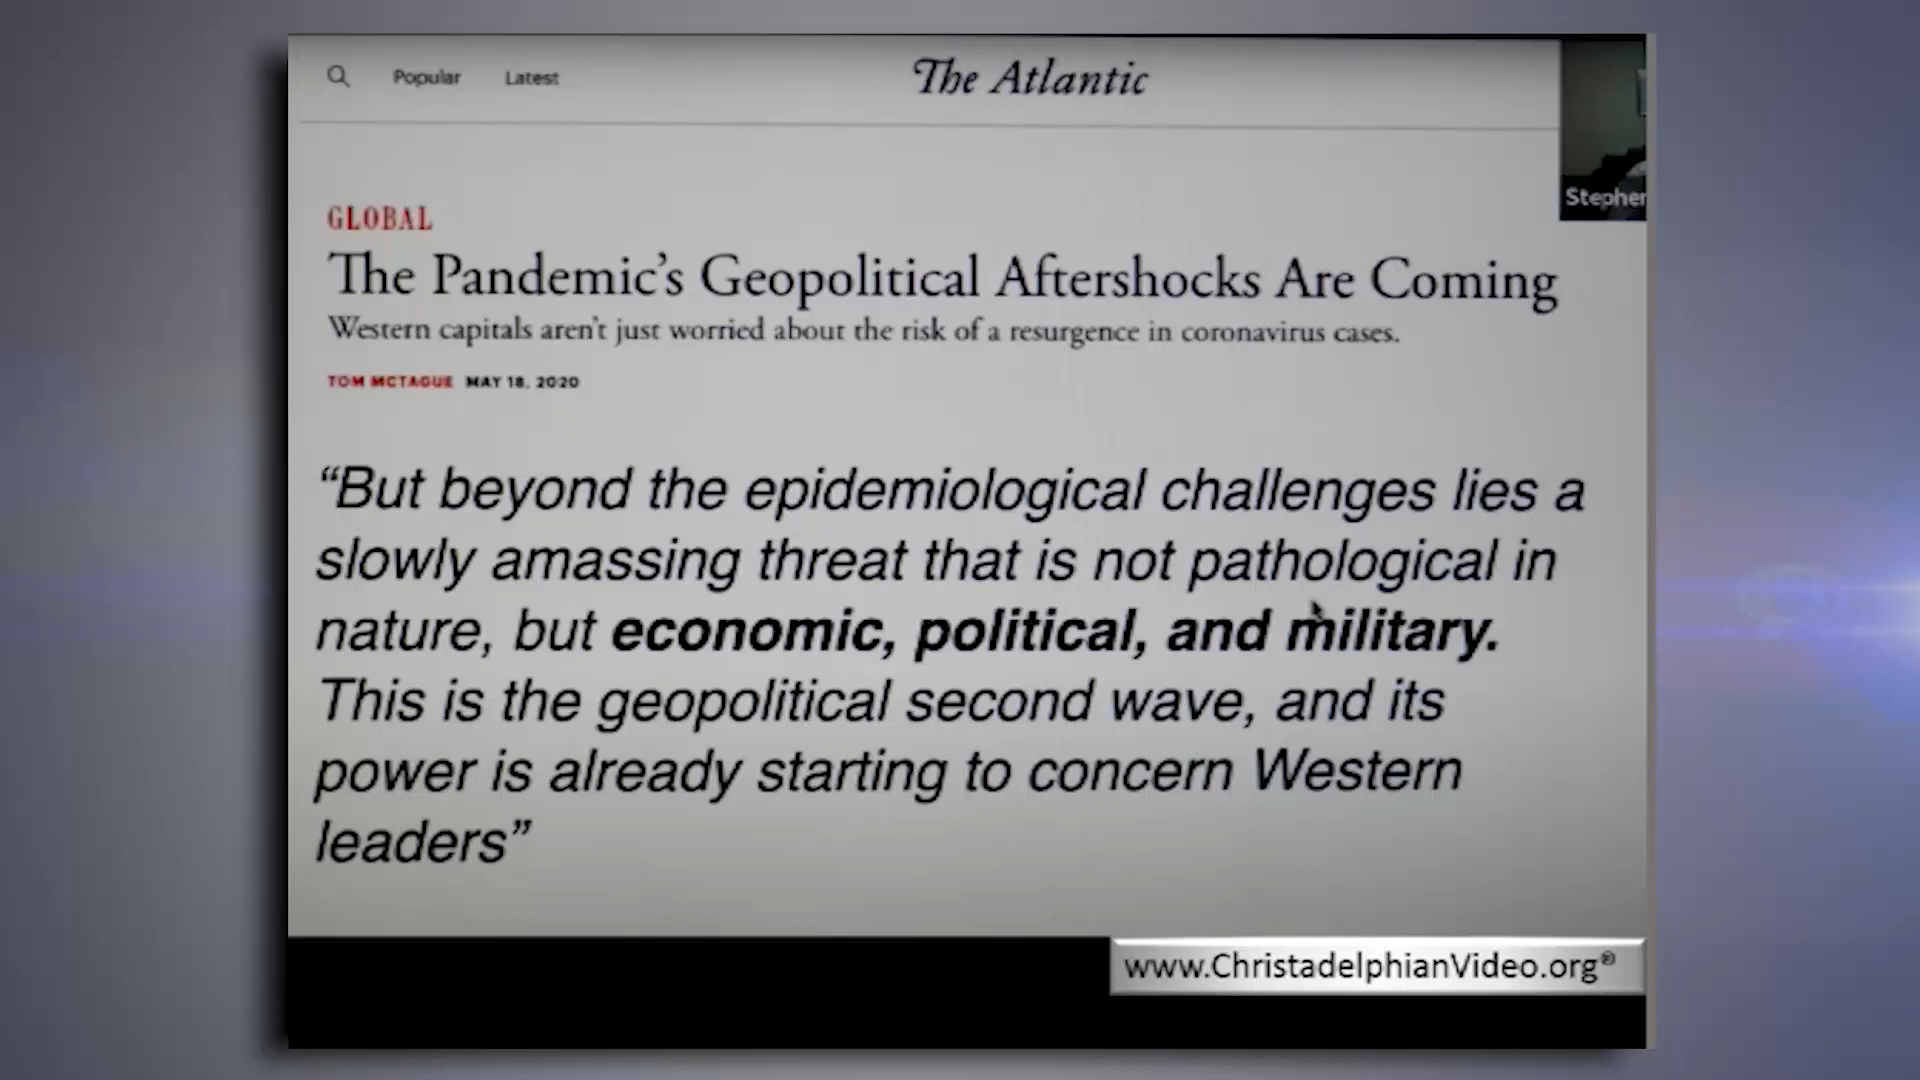 Popular Latest The Atlantic
Stephen
GLOBAL
The Pandemic's Geopolitical Aftershocks Are Coming
Western capitals aren't just worried about the risk of a resurgence in coronavirus cases.
TOM MCTAGUE MAY 18, 2020
“But beyond the epidemiological challenges lies a
slowly amassing threat that is not pathological in
nature, but economic, political, and military.
This is the geopolitical second wave, and its
power is already starting to concern Western
leaders”
www.ChristadelphianVideo.org®